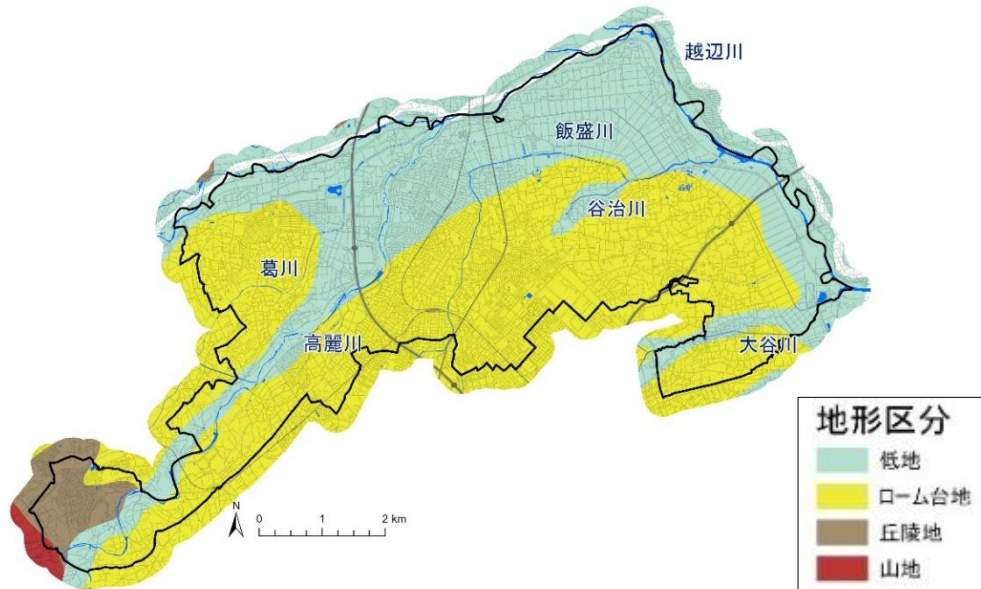 越辺川
飯盛川
谷治川
葛川
高麗川
大谷川
N
0 1 2 km
地形区分
低地
ローム台地
丘陵地
山地